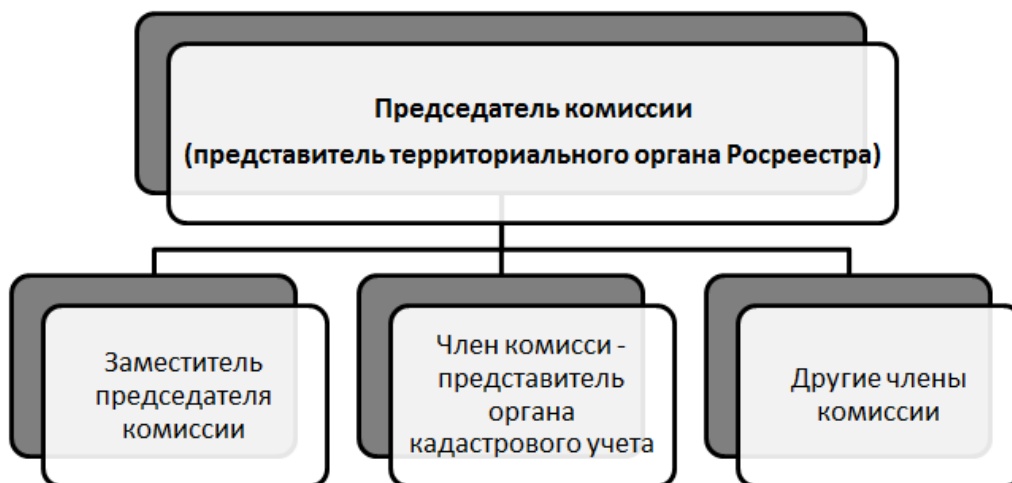 Председатель комиссии
(представитель территориального органа Росреестра)
Заместитель
председателя
комиссии
Член комисси -
представитель
органа
кадастрового учета
Другие члены
комиссии